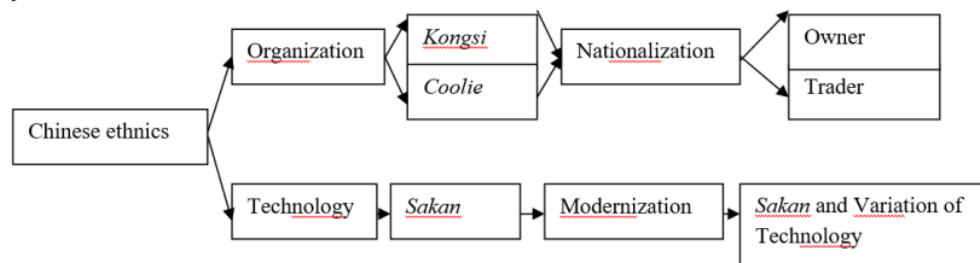 Organization
Kongsi
Coolie
Nationalization
Owner
Trader
Chinese ethnics
Technology
Sakan
Modernization
Sakan and Variation of
Technology